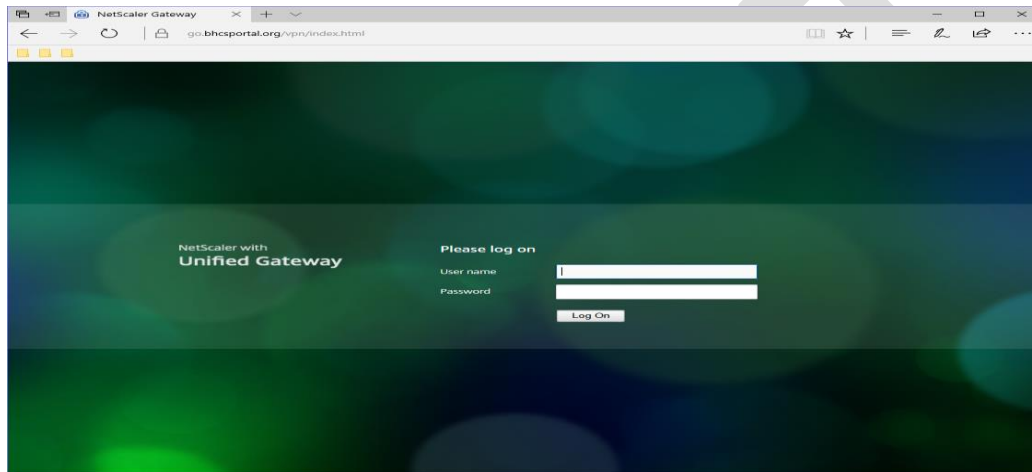 NetScaler Gateway
go.bhcsportal.org/vpn/index.html
NetScaler with
Unified Gateway
Please log on
User name
Password
Log On